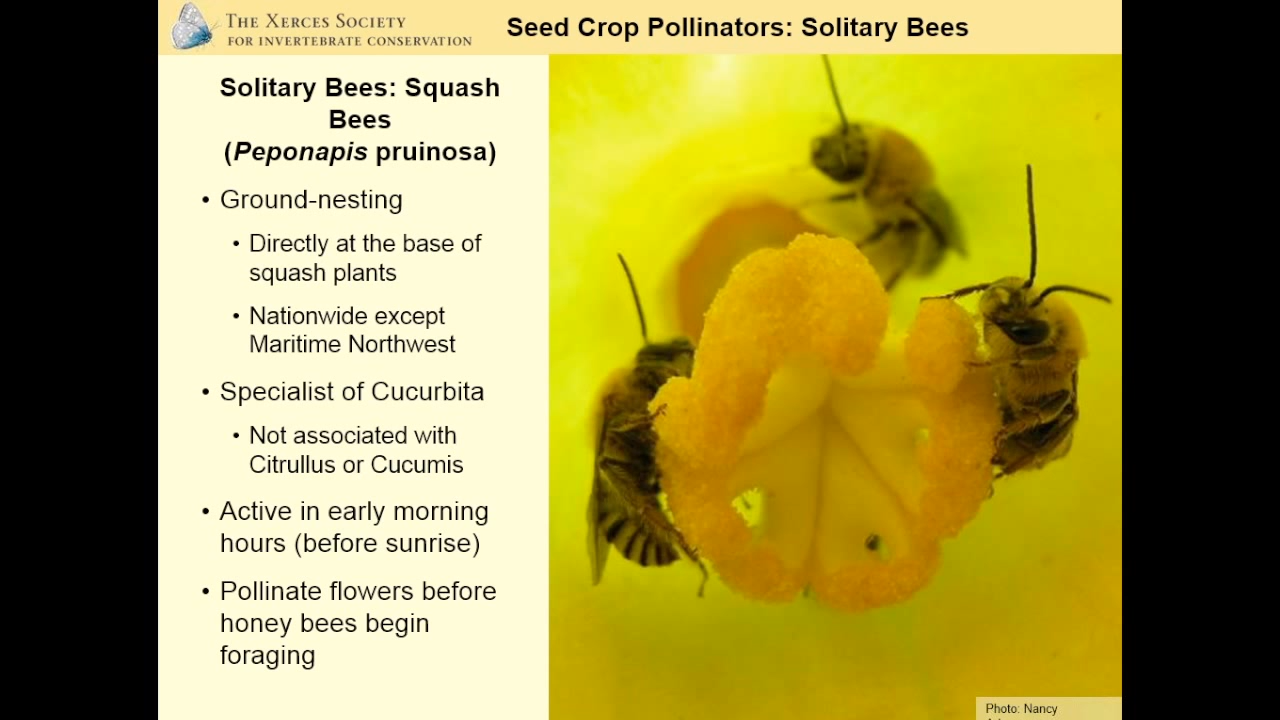 THE XERCES SOCIETY
FOR INVERTEBRATE CONSERVATION
Seed Crop Pollinators: Solitary Bees
Solitary Bees: Squash
Bees
(Peponapis pruinosa)
• Ground-nesting
• Directly at the base of
squash plants
• Nationwide except
Maritime Northwest
• Specialist of Cucurbita
• Not associated with
Citrullus or Cucumis
• Active in early morning
hours (before sunrise)
• Pollinate flowers before
honey bees begin
foraging
Photo: Nancy